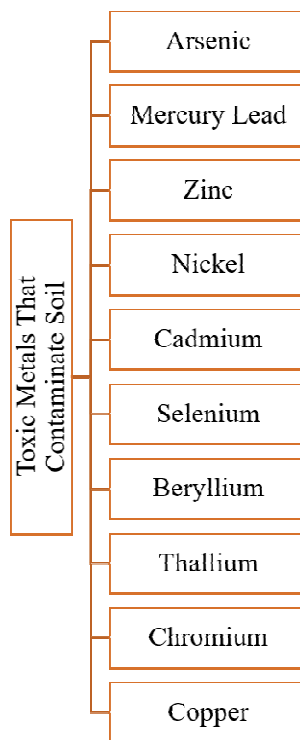 Toxic Metals That
Contaminate Soil
Arsenic
Mercury Lead
Zinc
Nickel
Cadmium
Selenium
Beryllium
Thallium
Chromium
Copper